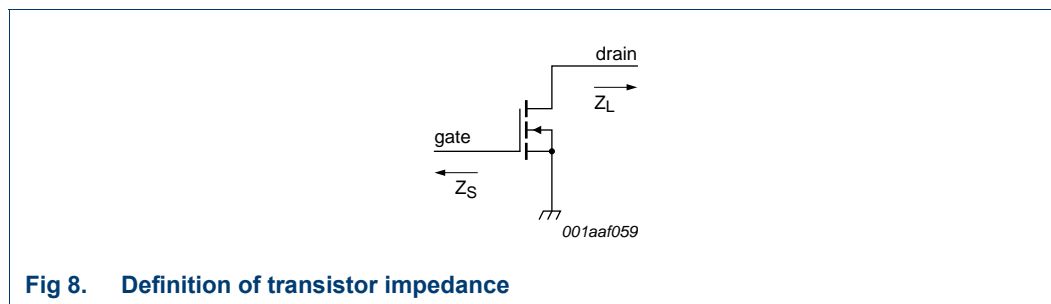 drain
Z_L
gate
Z_S
001aaf059
Fig 8. Definition of transistor impedance